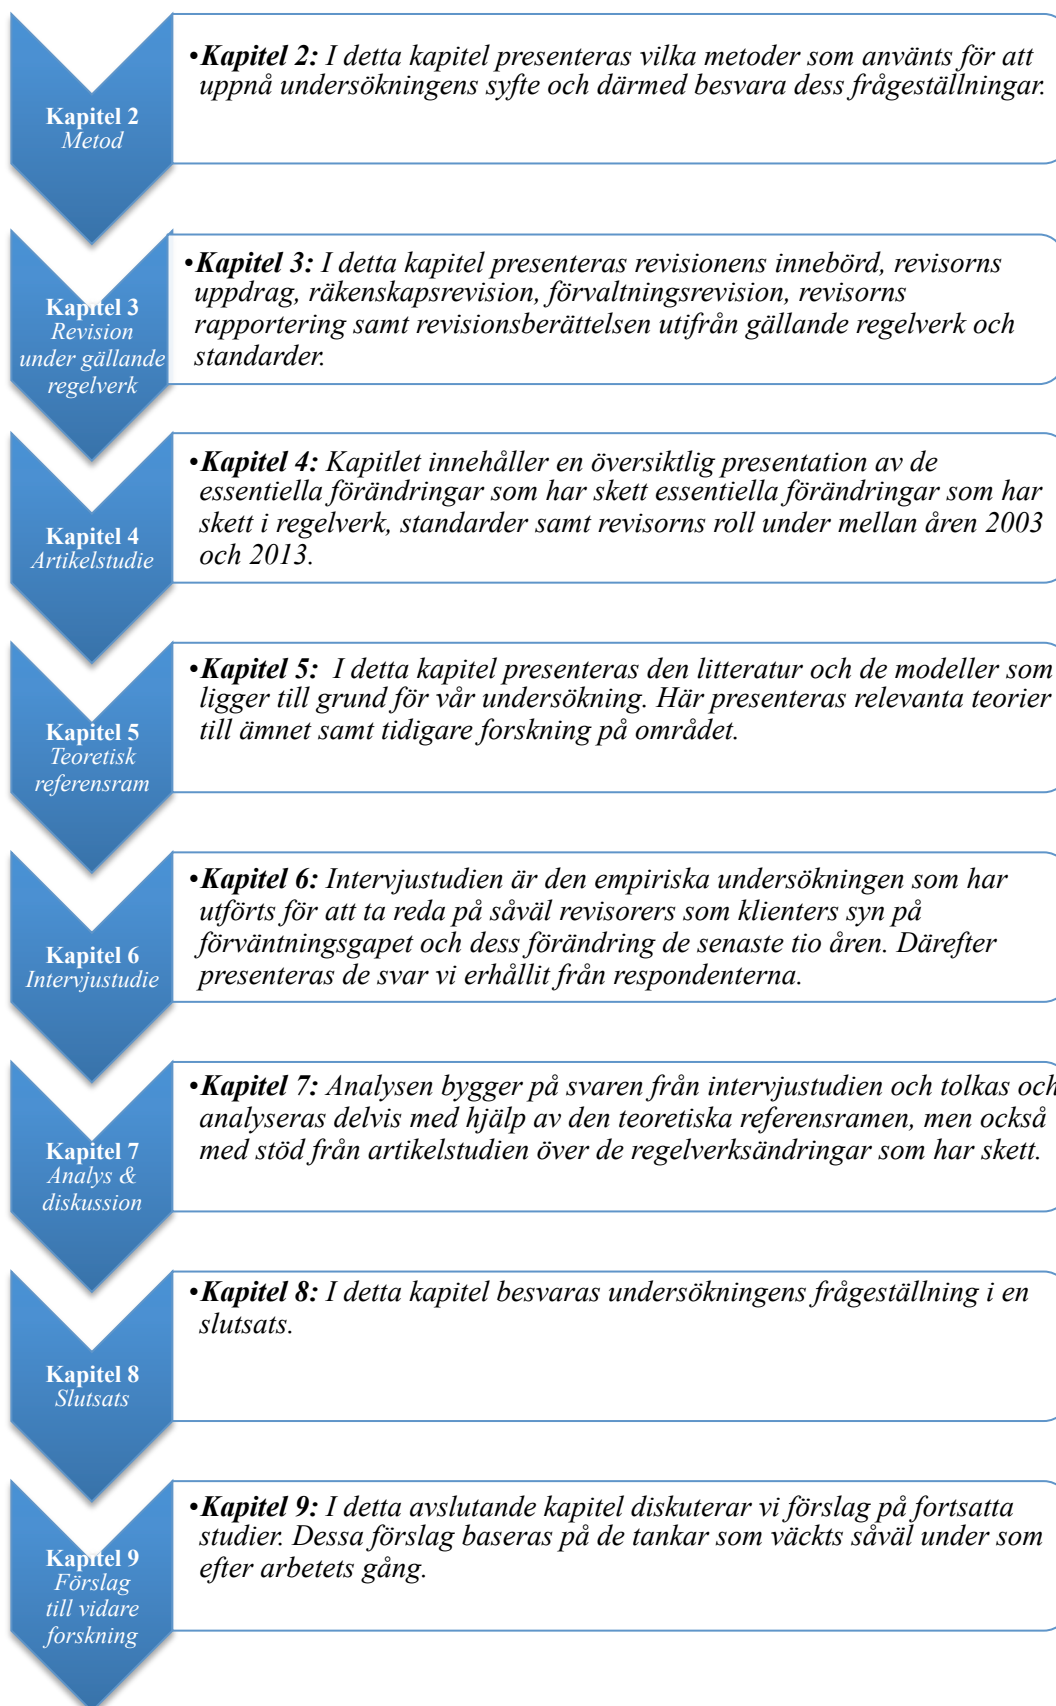 Kapitel 2
Metod
•Kapitel 2: I detta kapitel presenteras vilka metoder som använts för att
uppnå undersökningens syfte och därmed besvara dess frågeställningar.
Kapitel 3
Revision
under gällande
regelverk
•Kapitel 3: I detta kapitel presenteras revisionens innebörd, revisorns
uppdrag, räkenskapsrevision, förvaltningsrevision, revisorns
rapportering samt revisionsberättelsen utifrån gällande regelverk och
standarder.
Kapitel 4
Artikelstudie
•Kapitel 4: Kapitlet innehåller en översiktlig presentation av de
essentiella förändringar som har skett essentiella förändringar som har
skett i regelverk, standarder samt revisorns roll under mellan åren 2003
och 2013.
Kapitel 5
Teoretisk
referensram
•Kapitel 5:  I detta kapitel presenteras den litteratur och de modeller som
ligger till grund för vår undersökning. Här presenteras relevanta teorier
till ämnet samt tidigare forskning på området.
Kapitel 6
Intervjustudie
•Kapitel 6: Intervjustudien är den empiriska undersökningen som har
utförts för att ta reda på såväl revisorers som klienters syn på
förväntningsgapet och dess förändring de senaste tio åren. Därefter
presenteras de svar vi erhållit från respondenterna.
Kapitel 7
Analys &
diskussion
•Kapitel 7: Analysen bygger på svaren från intervjustudien och tolkas och
analyseras delvis med hjälp av den teoretiska referensramen, men också
med stöd från artikelstudien över de regelverksändringar som har skett.
Kapitel 8
Slutsats
•Kapitel 8: I detta kapitel besvaras undersökningens frågeställning i en
slutsats.
Kapitel 9
Förslag
till vidare
forskning
•Kapitel 9: I detta avslutande kapitel diskuterar vi förslag på fortsatta
studier. Dessa förslag baseras på de tankar som väckts såväl under som
efter arbetets gång.